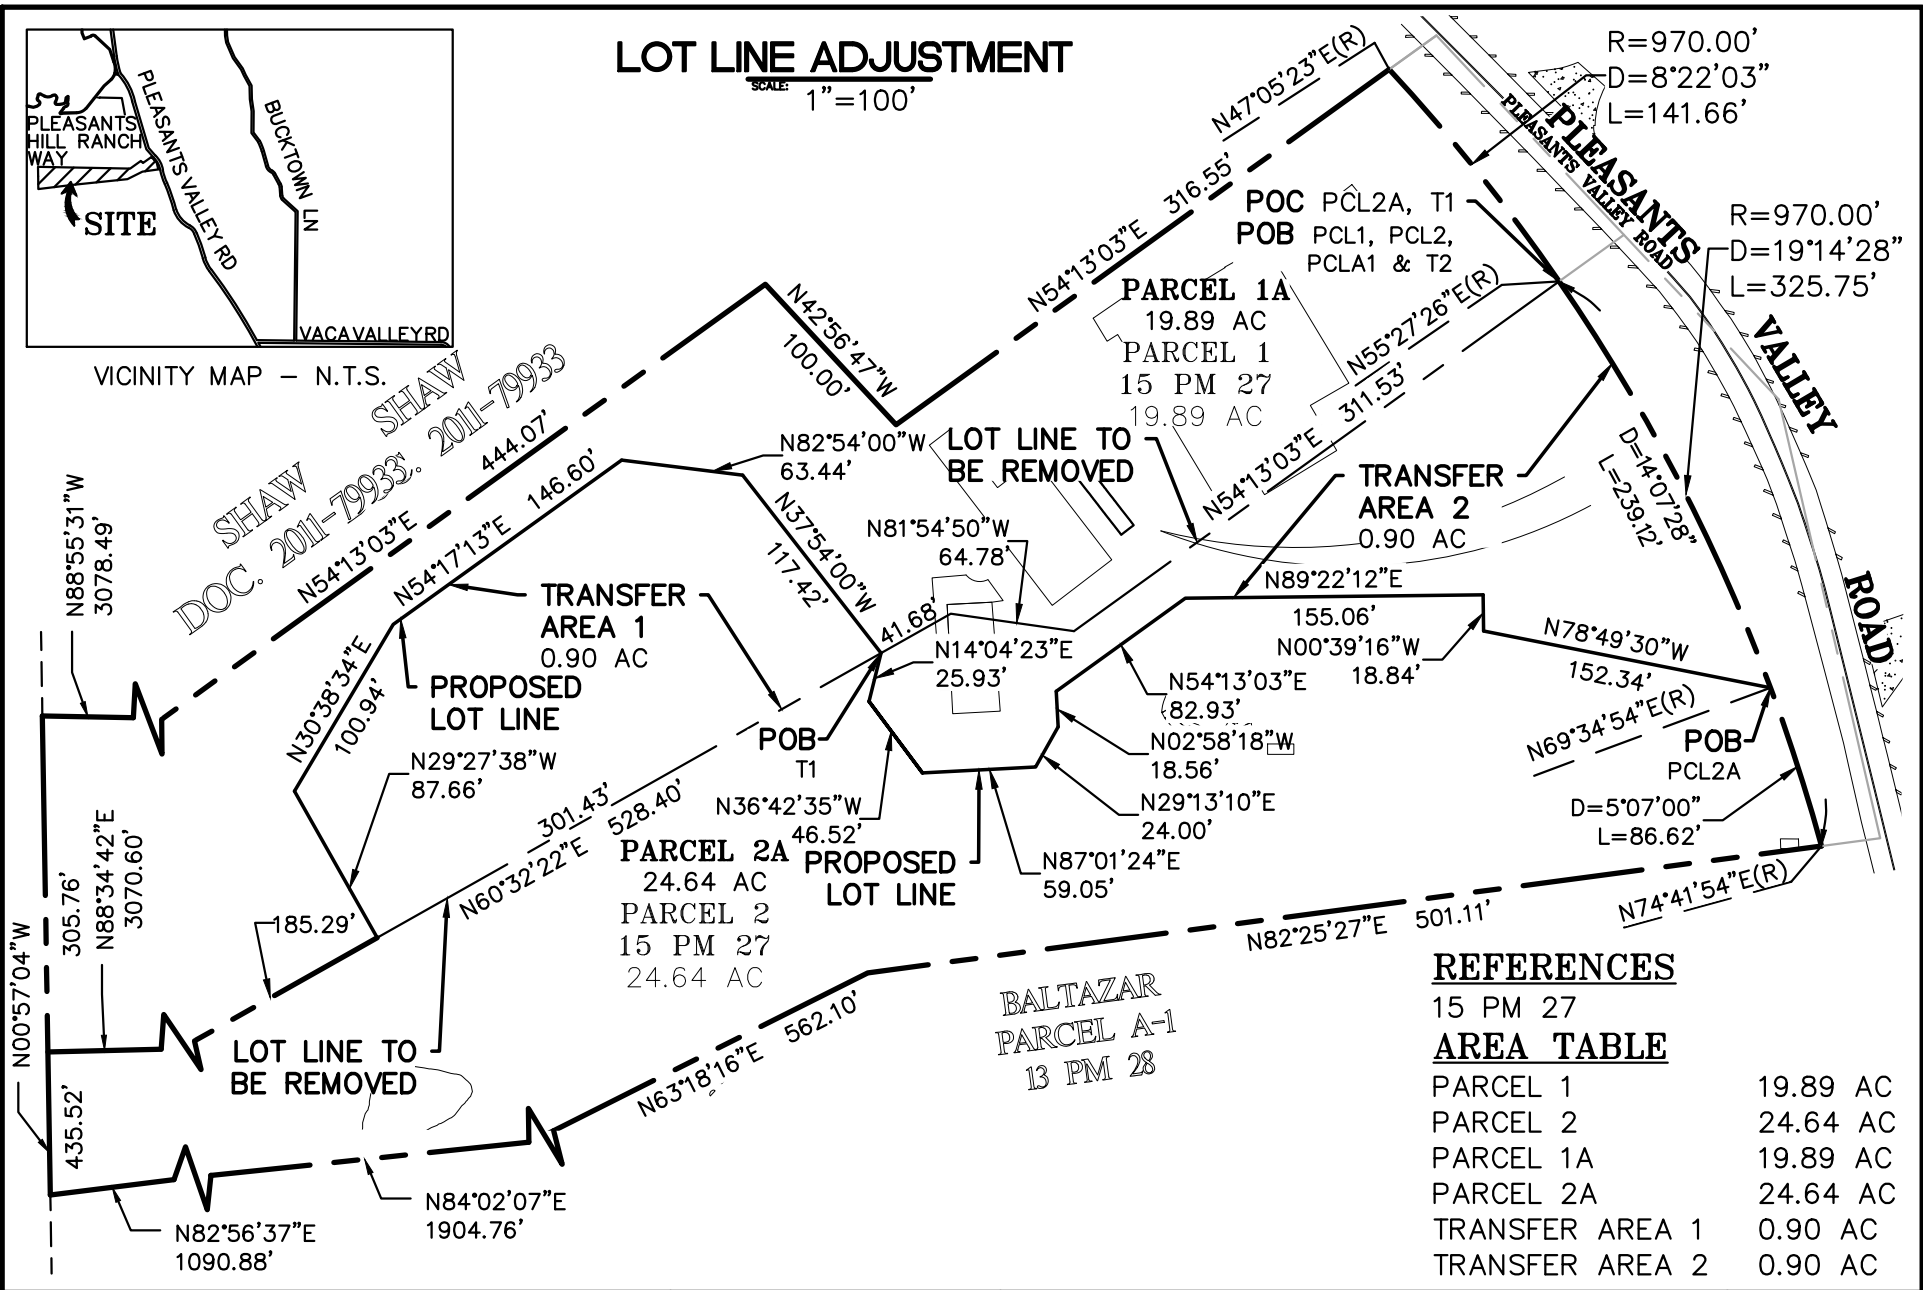 LOT LINE ADJUSTMENT
SCALE: 1"=100'
PLEASANTS
HILL RANCH
WAY
PLEASANTS VALLEY RD
BUCKTOWN LN
SITE
VACAVALLEYRD
VICINITY MAP – N.T.S.
SHAW
DOC. 2011-79933
SHAW
DOC. 2011-79933
N47°05'23"E(R)
R=970.00'
D=8°22'03"
L=141.66'
PLEASANTS
VALLEY
ROAD
PLEASANTS VALLEY ROAD
R=970.00'
D=19°14'28"
L=325.75'
N54°13'03"E 316.55'
POC PCL2A, T1
POB PCL1, PCL2,
PCLA1 & T2
N42°56'47"W
100.00'
PARCEL 1A
19.89 AC
PARCEL 1
15 PM 27
19.89 AC
N55°27'26"E(R)
N54°13'03"E 311.53'
LOT LINE TO
BE REMOVED
N54°13'03"E 444.07'
N54°17'13"E 146.60'
N82°54'00"W
63.44'
N37°54'00"W
117.42'
N81°54'50"W
64.78'
TRANSFER
AREA 2
0.90 AC
D=14°07'28"
L=239.12'
N88°55'31"W
3078.49'
TRANSFER
AREA 1
0.90 AC
41.68'
N14°04'23"E
25.93'
N89°22'12"E
155.06'
N00°39'16"W
18.84'
N78°49'30"W
152.34'
N30°38'34"E
100.94'
PROPOSED
LOT LINE
N54°13'03"E
82.93'
N69°34'54"E(R)
POB
PCL2A
POB
T1
N02°58'18"W
18.56'
N29°27'38"W
87.66'
N36°42'35"W
46.52'
N29°13'10"E
24.00'
D=5°07'00"
L=86.62'
301.43'
N60°32'22"E 528.40'
PARCEL 2A
24.64 AC
PARCEL 2
15 PM 27
24.64 AC
PROPOSED
LOT LINE
N87°01'24"E
59.05'
N74°41'54"E(R)
N82°25'27"E 501.11'
185.29'
305.76'
N88°34'42"E
3070.60'
N00°57'04"W
435.52'
LOT LINE TO
BE REMOVED
N63°18'16"E 562.10'
BALTAZAR
PARCEL A-1
13 PM 28
N84°02'07"E
1904.76'
N82°56'37"E
1090.88'
REFERENCES
15 PM 27
AREA TABLE
PARCEL 1 19.89 AC
PARCEL 2 24.64 AC
PARCEL 1A 19.89 AC
PARCEL 2A 24.64 AC
TRANSFER AREA 1 0.90 AC
TRANSFER AREA 2 0.90 AC